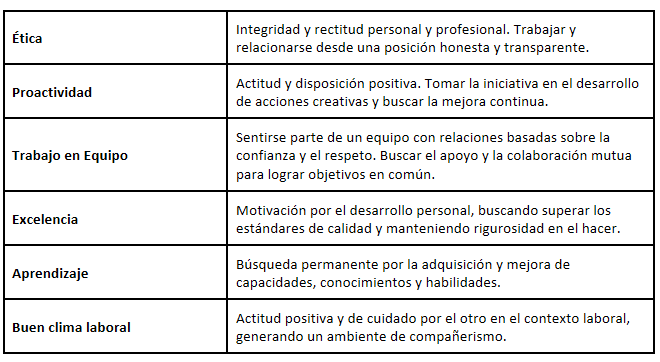 Ética
Integridad y rectitud personal y profesional. Trabajar y
relacionarse desde una posición honesta y transparente.
Proactividad
Actitud y disposición positiva. Tomar la iniciativa en el desarrollo
de acciones creativas y buscar la mejora continua.
Trabajo en Equipo
Sentirse parte de un equipo con relaciones basadas sobre la
confianza y el respeto. Buscar el apoyo y la colaboración mutua
para lograr objetivos en común.
Excelencia
Motivación por el desarrollo personal, buscando superar los
estándares de calidad y manteniendo rigurosidad en el hacer.
Aprendizaje
Búsqueda permanente por la adquisición y mejora de
capacidades, conocimientos y habilidades.
Buen clima laboral
Actitud positiva y de cuidado por el otro en el contexto laboral,
generando un ambiente de compañerismo.